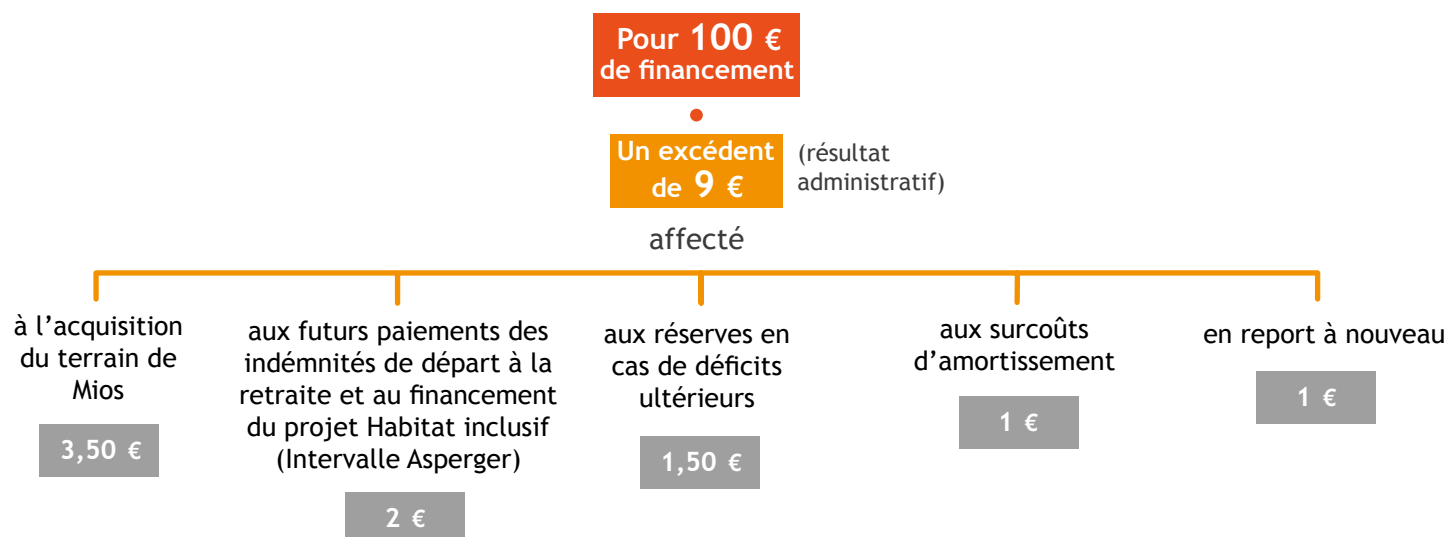 Pour 100 €
de financement
Un excédent
de 9 €
(résultat
administratif)
affecté
à l’acquisition
du terrain de
Mios
3,50 €
aux futurs paiements des
indémnités de départ à la
retraite et au financement
du projet Habitat inclusif
(Intervalle Asperger)
2 €
aux réserves en
cas de déficits
ultérieurs
1,50 €
aux surcoûts
d’amortissement
1 €
en report à nouveau
1 €